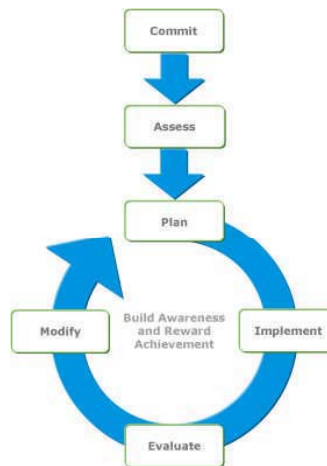 Commit
Assess
Plan
Build Awareness
and Reward
Achievement
Modify
Implement
Evaluate